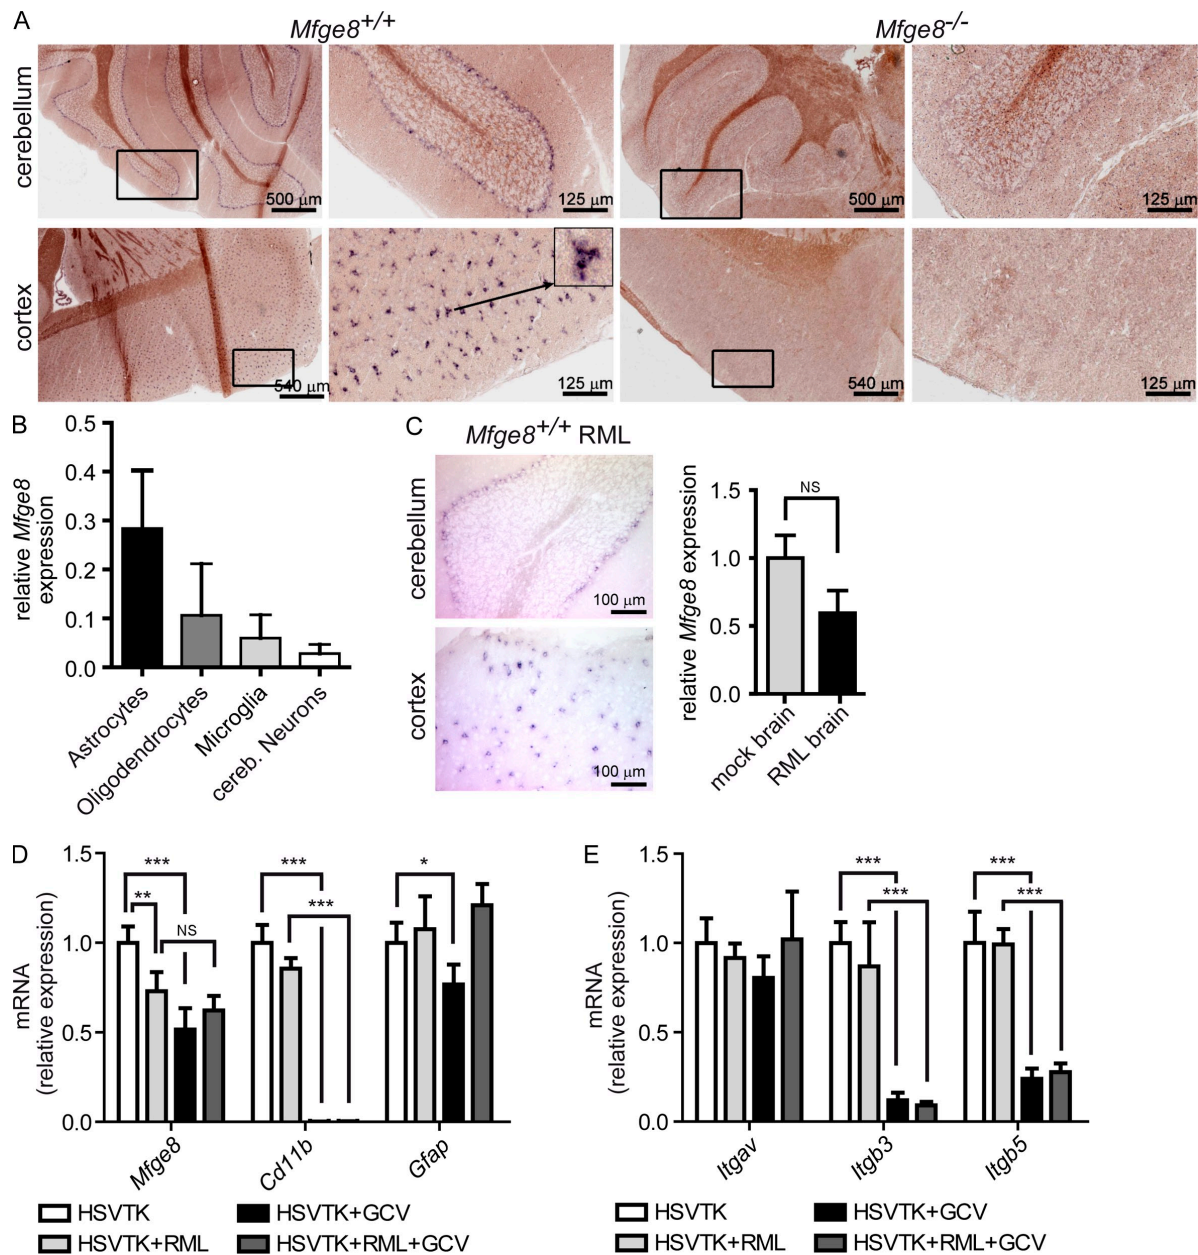 A
Mfge8+/+
Mfge8-/-
cerebellum
500 μm
125 μm
500 μm
125 μm
cortex
540 μm
125 μm
540 μm
125 μm
B
relative Mfge8
expression
0.5
0.4
0.3
0.2
0.1
0.0
Astrocytes
Oligodendrocytes
Microglia
cereb. Neurons
C
Mfge8+/+ RML
cerebellum
100 μm
cortex
100 μm
relative Mfge8 expression
1.5
1.0
0.5
0.0
NS
mock brain
RML brain
D
mRNA
(relative expression)
1.5
1.0
0.5
0.0
***
**
NS
***
***
*
Mfge8
Cd11b
Gfap
HSVTK
HSVTK+GCV
HSVTK+RML
HSVTK+RML+GCV
E
mRNA
(relative expression)
1.5
1.0
0.5
0.0
***
***
***
***
Itgav
Itgb3
Itgb5
HSVTK
HSVTK+GCV
HSVTK+RML
HSVTK+RML+GCV